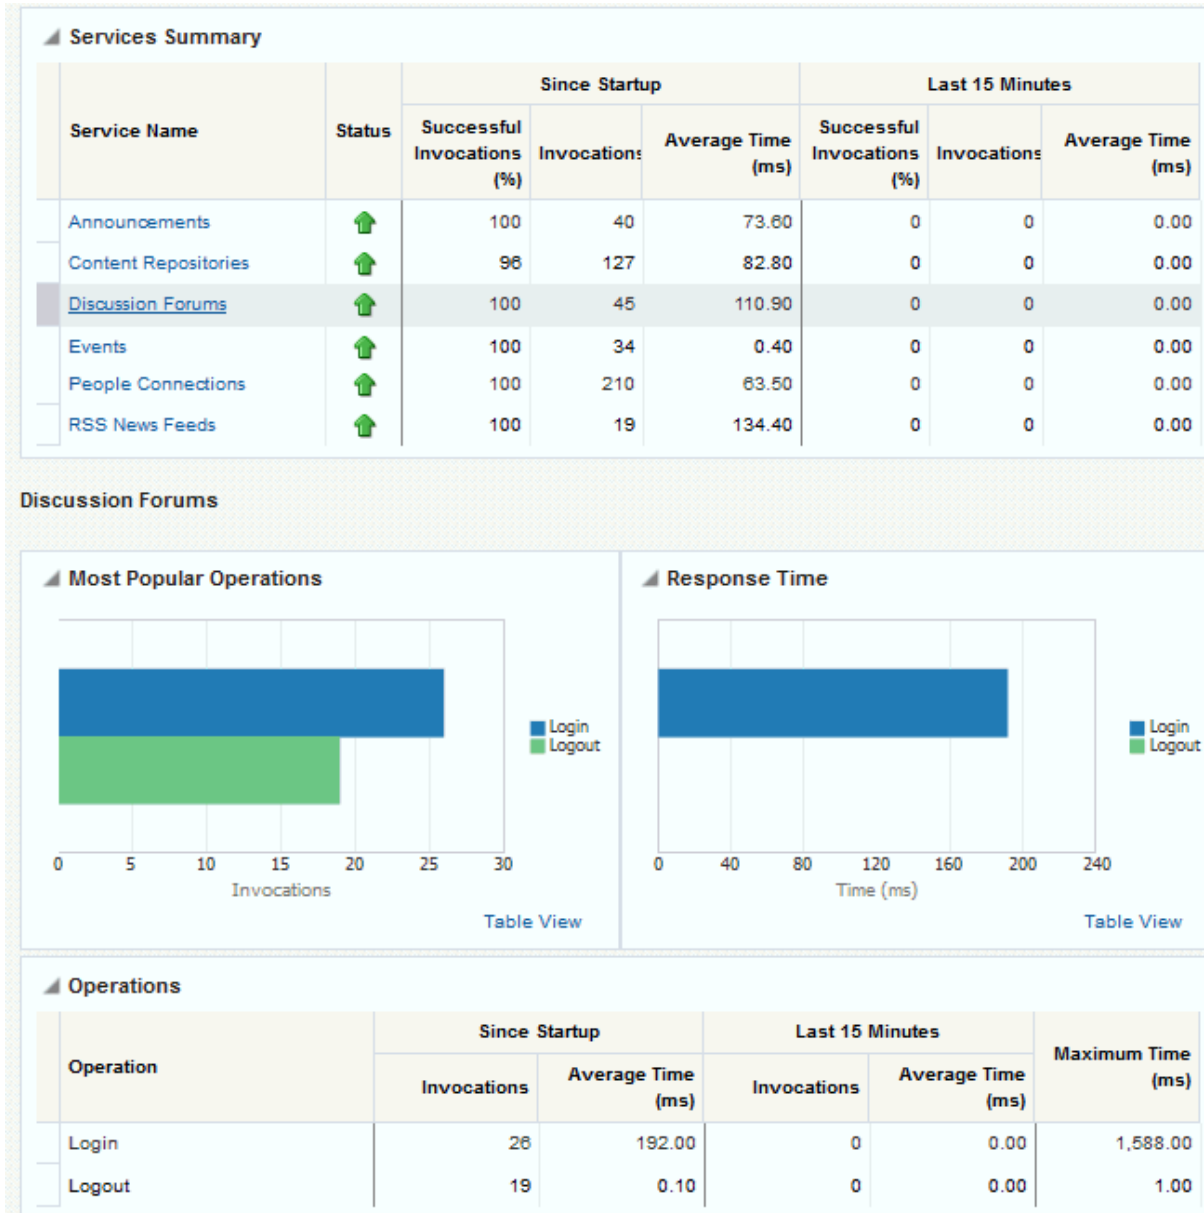 Services Summary
Since Startup Last 15 Minutes
Service Name Status Successful Invocations (%) Invocations Average Time (ms) Successful Invocations (%) Invocations Average Time (ms)
Announcements 100 40 73.60 0 0 0.00
Content Repositories 96 127 82.80 0 0 0.00
Discussion Forums 100 45 110.90 0 0 0.00
Events 100 34 0.40 0 0 0.00
People Connections 100 210 63.50 0 0 0.00
RSS News Feeds 100 19 134.40 0 0 0.00
Discussion Forums
Most Popular Operations
Login
Logout
0 5 10 15 20 25 30
Invocations
Table View
Response Time
Login
Logout
0 40 80 120 160 200 240
Time (ms)
Table View
Operations
Since Startup Last 15 Minutes
Operation Invocations Average Time (ms) Invocations Average Time (ms) Maximum Time (ms)
Login 26 192.00 0 0.00 1,588.00
Logout 19 0.10 0 0.00 1.00